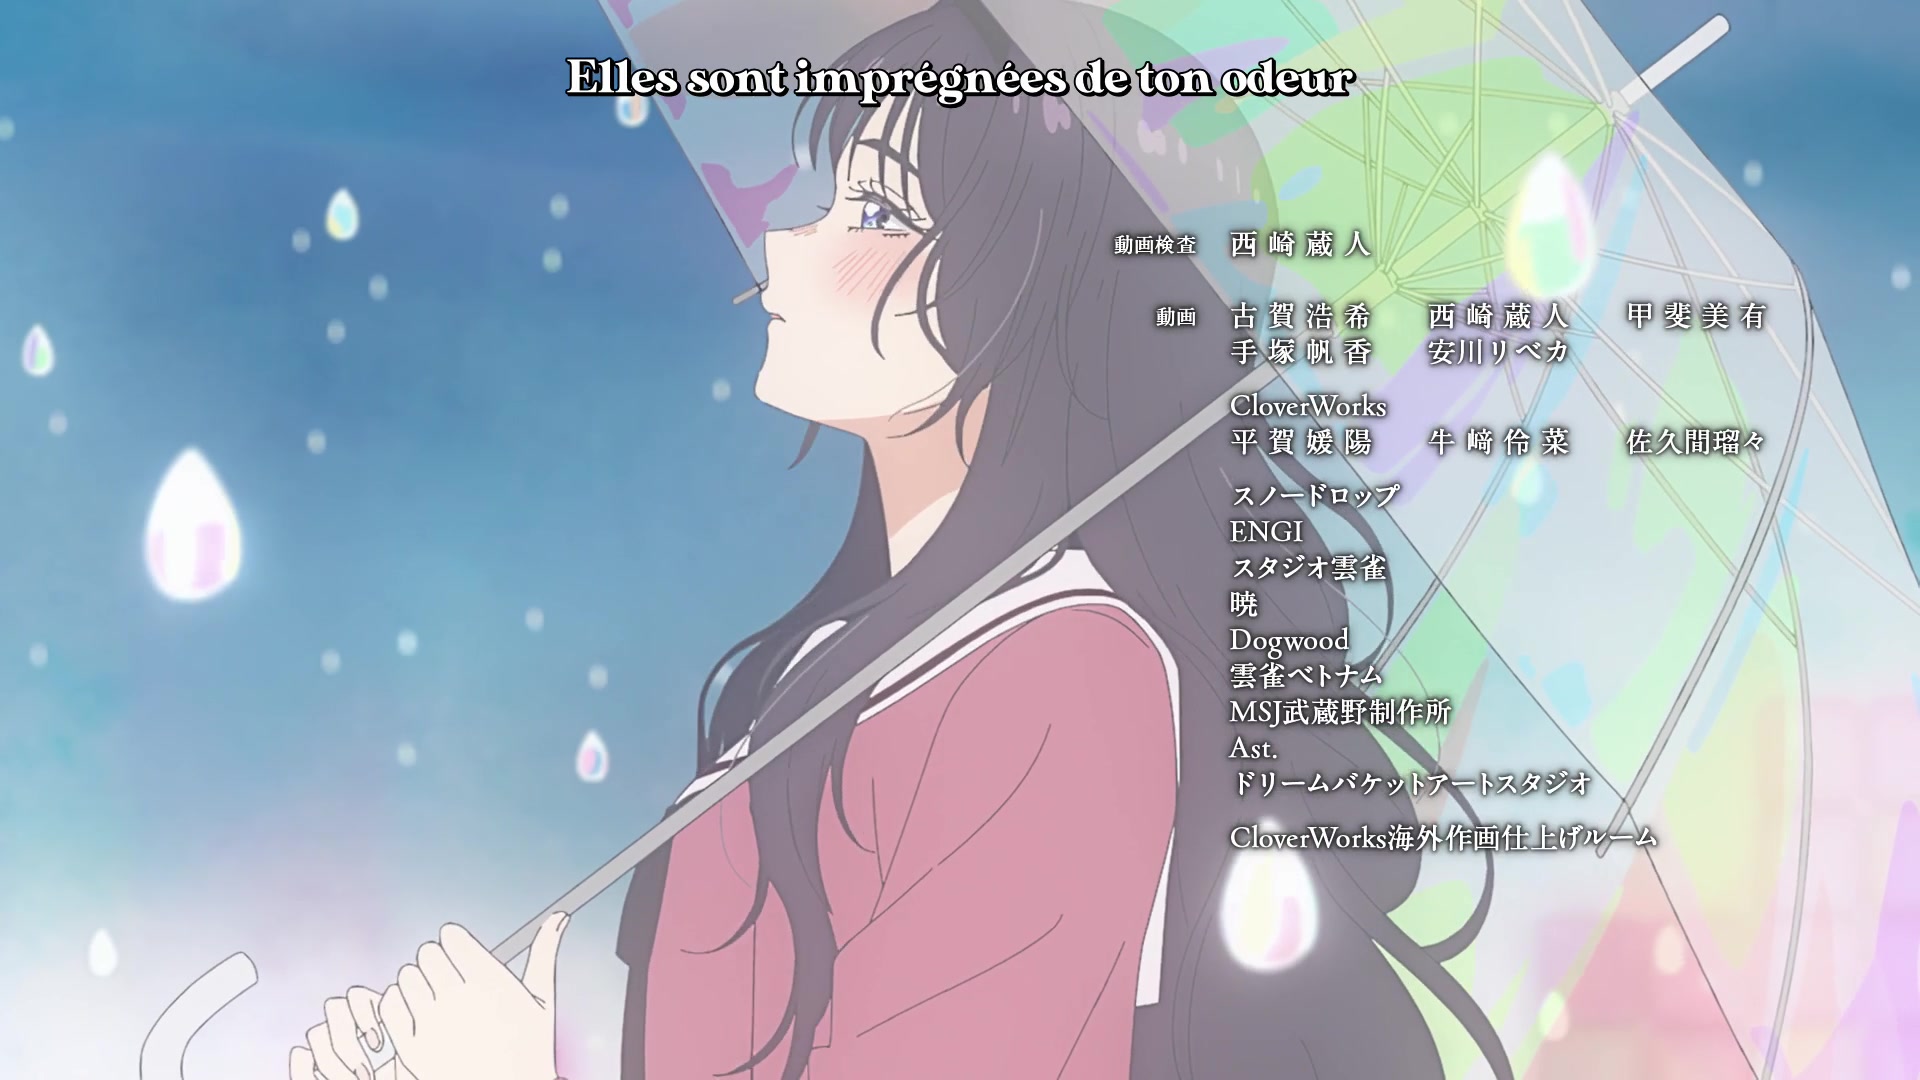 Elles sont imprégnées de ton odeur
動画検査 西崎蔵人
動画 古賀浩希 西崎蔵人 甲斐美有
手塚帆香 安川リベカ
CloverWorks
平賀媛陽 牛﨑伶菜 佐久間瑠々
スノードロップ
ENGI
スタジオ雲雀
暁
Dogwood
雲雀ベトナム
MSJ武蔵野制作所
Ast.
ドリームバケットアートスタジオ
CloverWorks海外作画仕上げルーム